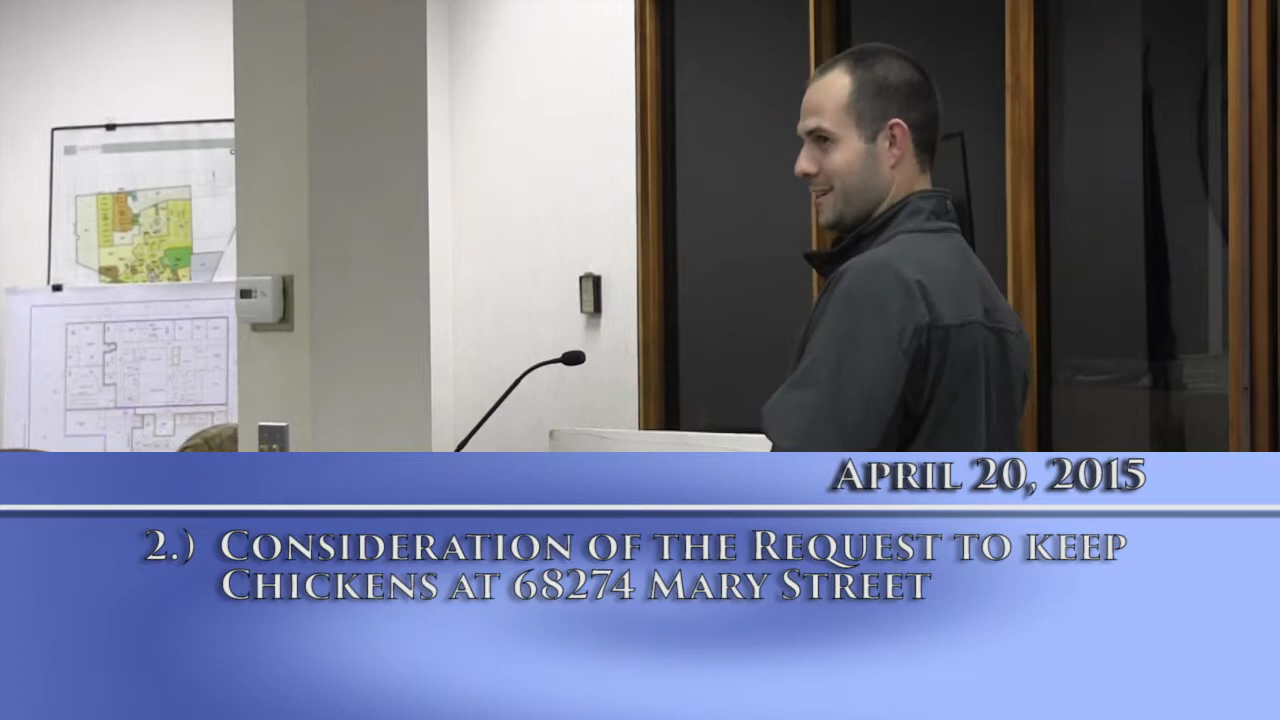 April 20, 2015
2.) Consideration of the Request to keep
Chickens at 68274 Mary Street